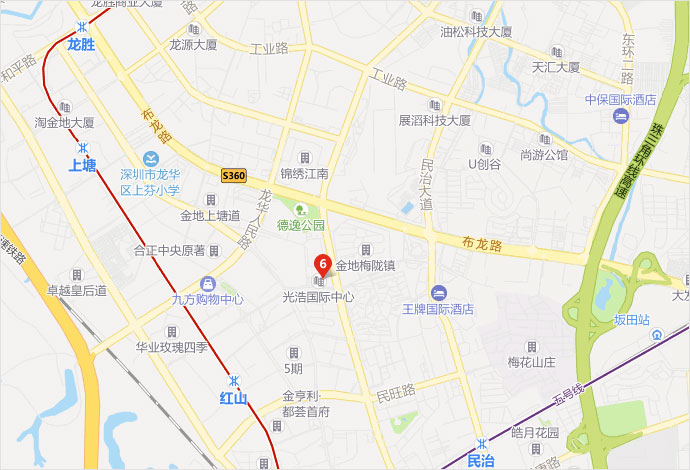 龙胜商业大厦
龙胜
龙源大厦
工业路
油松科技大厦
东环二路
天汇大厦
和平路
工业路
中保国际酒店
淘金地大厦
布龙路
展滔科技大厦
珠三角环线高速
上塘
深圳市龙华
区上芬小学
S360
锦绣江南
民治大道
U创谷
尚游公馆
金地上塘道
龙华人民路
德逸公园
布龙路
合正中央原著
6
金地梅陇镇
卓越皇后道
九方购物中心
光浩国际中心
王牌国际酒店
坂田站
华业玫瑰四季
5期
梅花山庄
红山
金亨利·
都荟首府
民旺路
五号线
皓月花园
民治